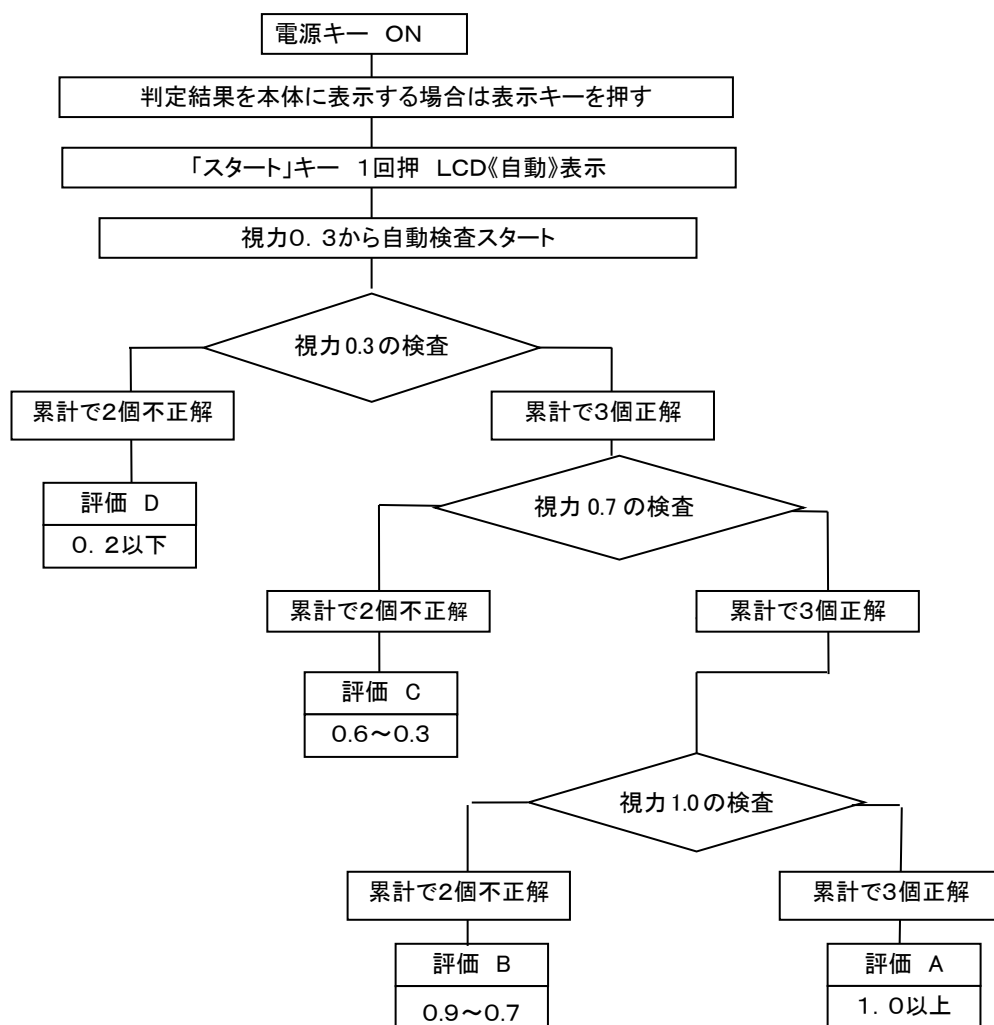 電源キー ON
判定結果を本体に表示する場合は表示キーを押す
「スタート」キー 1回押 LCD《自動》表示
視力0.3から自動検査スタート
視力0.3の検査
累計で2個不正解
累計で3個正解
評価 D
0.2以下
視力0.7の検査
累計で2個不正解
累計で3個正解
評価 C
0.6～0.3
視力1.0の検査
累計で2個不正解
累計で3個正解
評価 B
0.9～0.7
評価 A
1.0以上